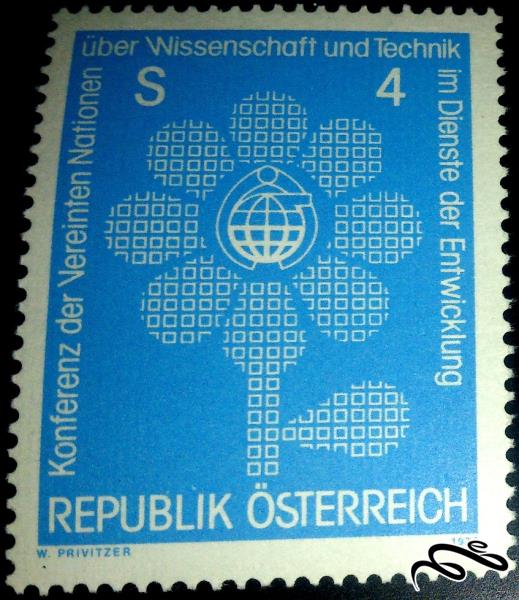 Konferenz der Vereinten Nationen
über Wissenschaft und Technik
im Dienste der Entwicklung
S 4
REPUBLIK ÖSTERREICH
W. PRIVITZER